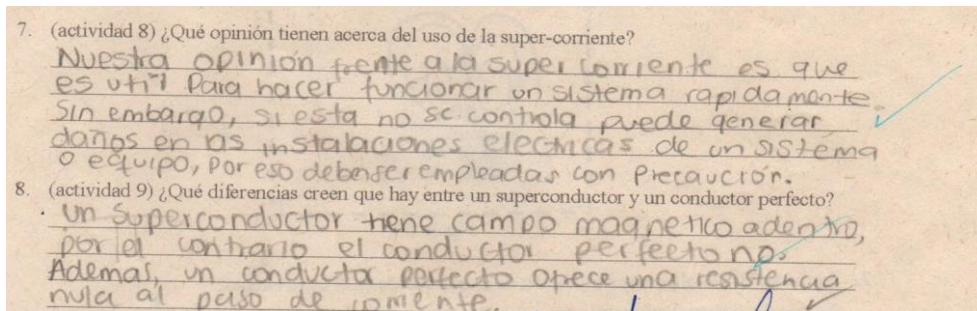 7. (actividad 8) ¿Qué opinión tienen acerca del uso de la super-corriente?
Nuestra opinión frente a la super corriente es que
es util para hacer funcionar un sistema rapidamente.
Sin embargo, si esta no se controla puede generar
daños en las instalaciones electricas de un sistema
o equipo, por eso deben ser empleadas con precaución.
8. (actividad 9) ¿Qué diferencias creen que hay entre un superconductor y un conductor perfecto?
Un superconductor tiene campo magnetico adentro,
por el contrario el conductor perfecto no.
Ademas, un conductor perfecto ofrece una resistencia
nula al paso de corriente.